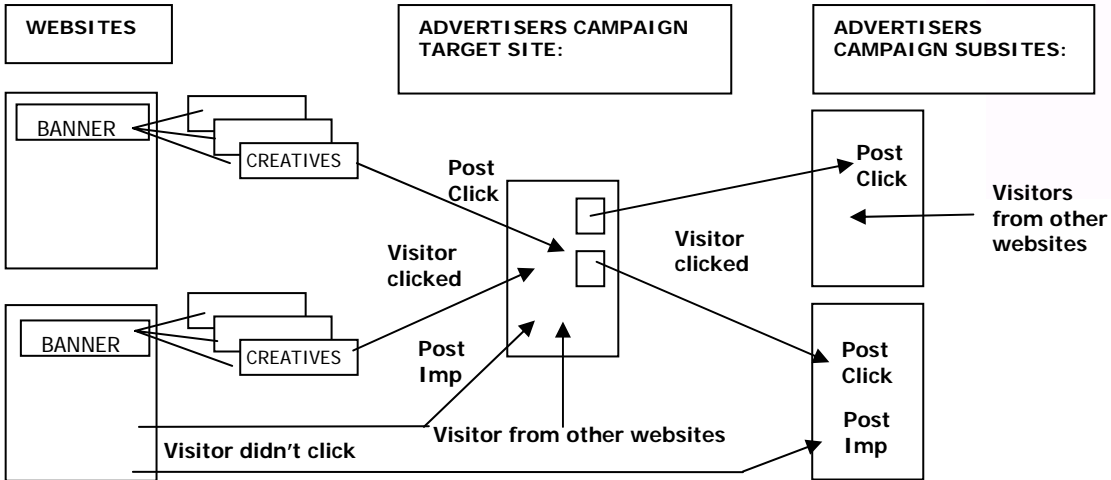 WEBSITES
ADVERTISERS CAMPAIGN
TARGET SITE:
ADVERTISERS
CAMPAIGN SUBSITES:
BANNER
CREATIVES
Post
Click
Visitor
clicked
Visitor
clicked
Post
Click
Visitors
from other
websites
BANNER
CREATIVES
Post
Imp
Post
Click
Post
Imp
Visitor didn't click
Visitor from other websites